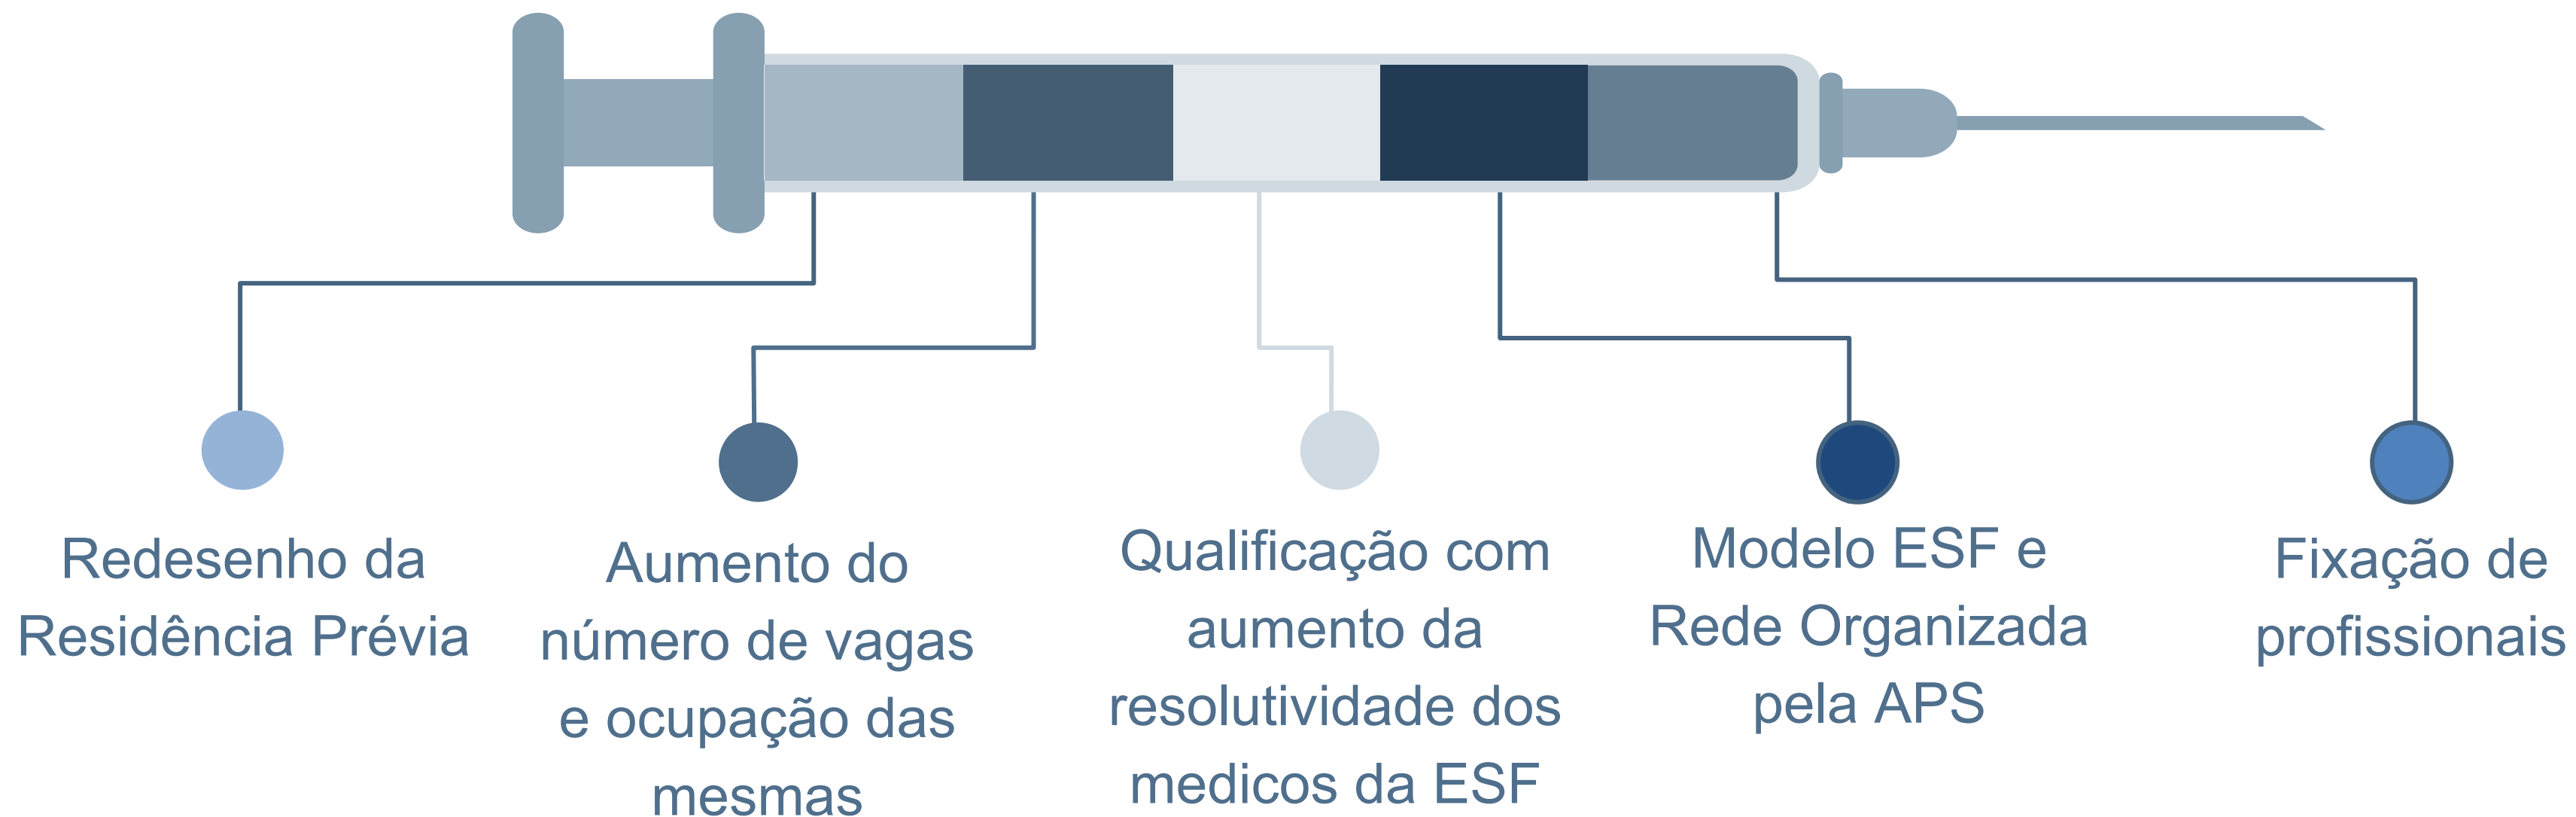 Redesenho da
Residência Prévia
Aumento do
número de vagas
e ocupação das
mesmas
Qualificação com
aumento da
resolutividade dos
medicos da ESF
Modelo ESF e
Rede Organizada
pela APS
Fixação de
profissionais